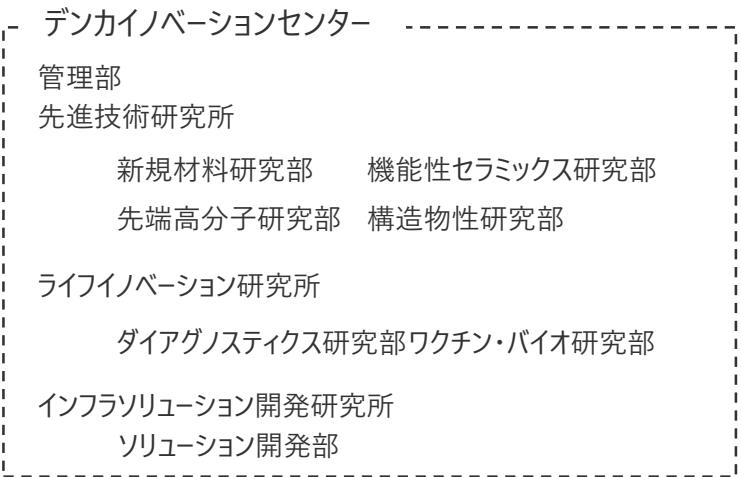 デンカイノベーションセンター
管理部
先進技術研究所
新規材料研究部 機能性セラミックス研究部
先端高分子研究部 構造物性研究部
ライフイノベーション研究所
ダイアグノスティクス研究部ワクチン・バイオ研究部
インフラソリューション開発研究所
ソリューション開発部